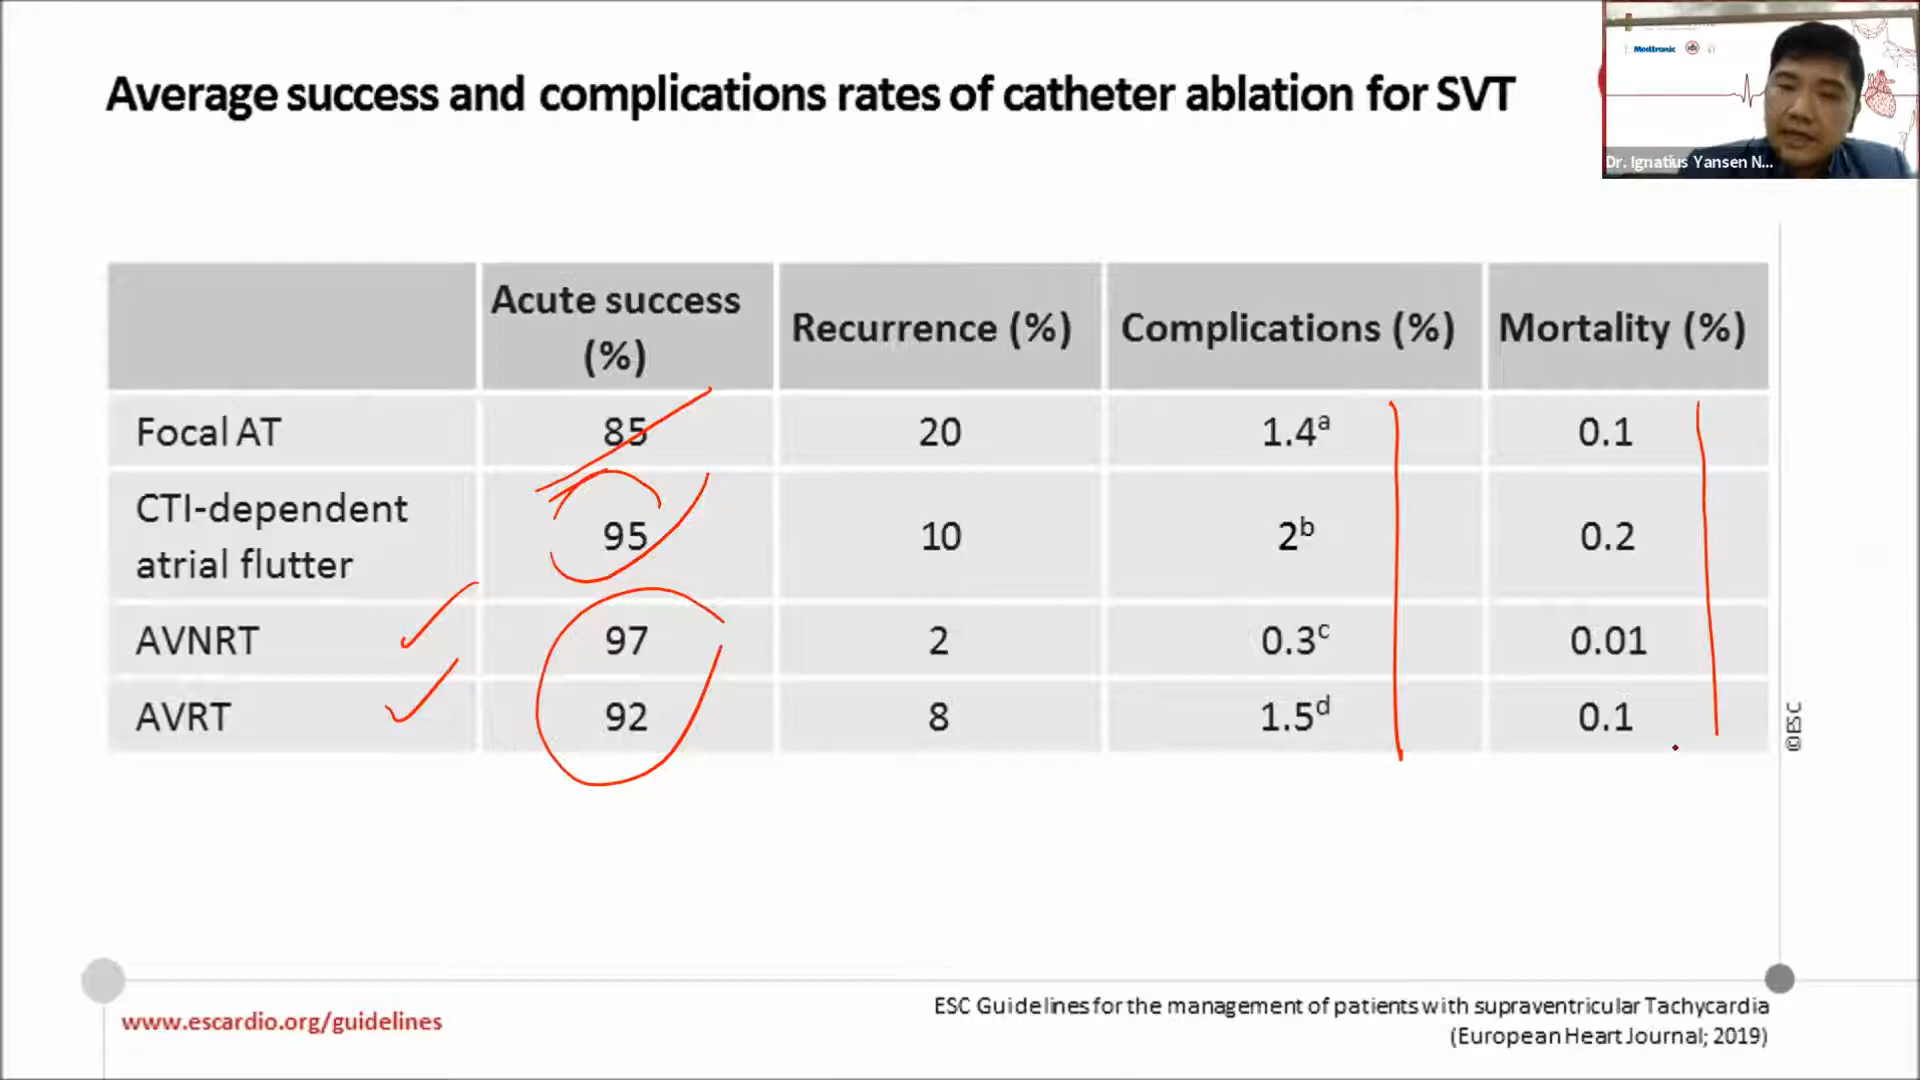 Average success and complications rates of catheter ablation for SVT
Medtronic
Dr. Ignatius Yansen N...
Acute success (%)
Recurrence (%)
Complications (%)
Mortality (%)
Focal AT
85
20
1.4ᵃ
0.1
CTI-dependent
atrial flutter
95
10
2ᵇ
0.2
AVNRT
97
2
0.3ᶜ
0.01
AVRT
92
8
1.5ᵈ
0.1
©ESC
www.escardio.org/guidelines
ESC Guidelines for the management of patients with supraventricular Tachycardia
(European Heart Journal; 2019)